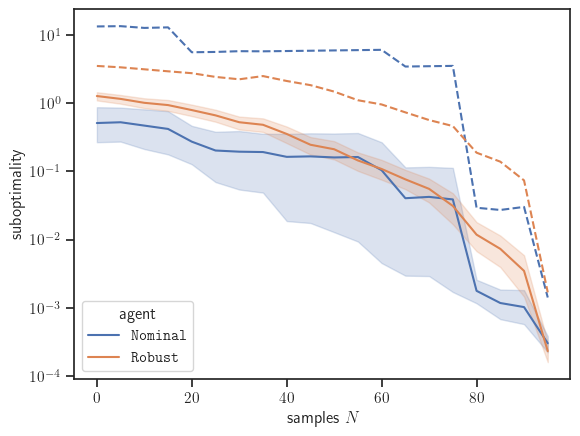 10^1
10^0
10^{-1}
10^{-2}
10^{-3}
10^{-4}
suboptimality
agent
Nominal
Robust
0 20 40 60 80
samples N